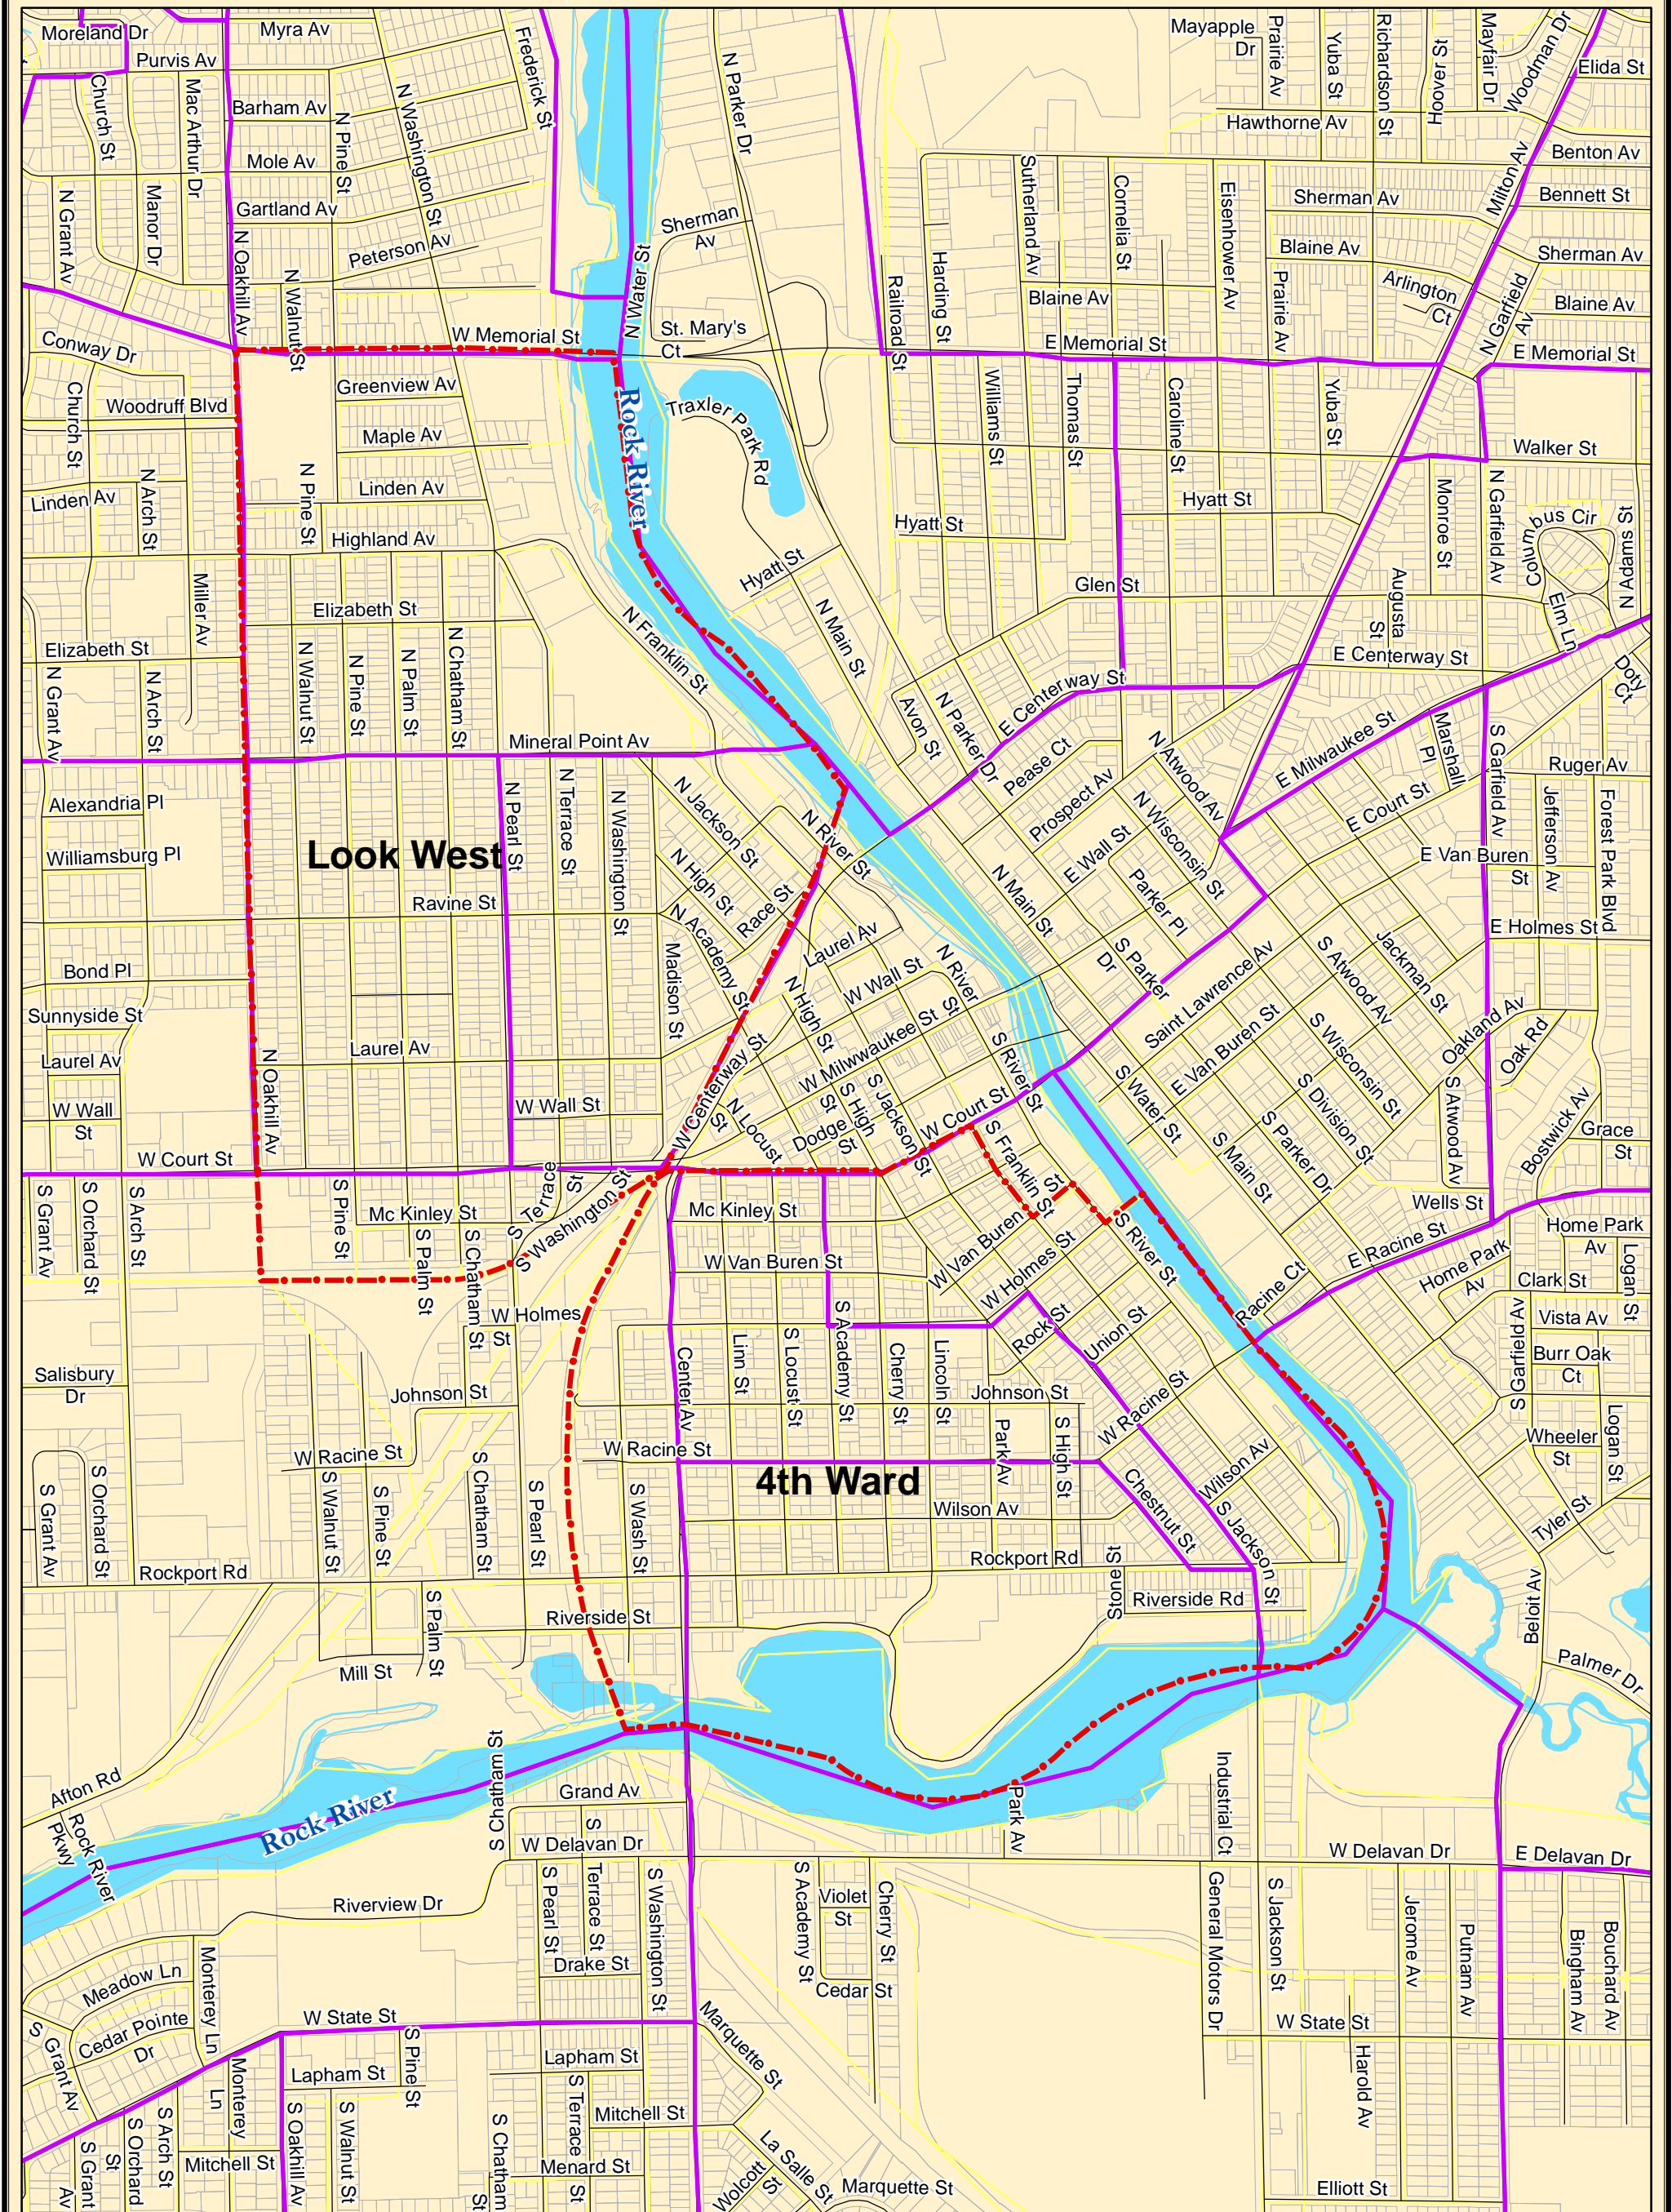 Moreland Dr
Myra Av
Purvis Av
Church St
Mac Arthur Dr
Barham Av
N Pine St
Mole Av
N Washington St
Frederick St
N Parker Dr
Mayapple
Dr
Prairie Av
Yuba St
Richardson St
Hoover St
Mayfair Dr
Woodman Dr
Elida St
Hawthorne Av
Benton Av
Milton Av
Bennett St
Sherman Av
N Grant Av
Manor Dr
Gartland Av
Peterson Av
N Oakhill Av
N Walnut St
Sherman
Av
N Water St
St. Mary's
Ct
Sutherland Av
Cornelia St
Eisenhower Av
Sherman Av
Blaine Av
Prairie Av
Arlington
Ct
N Garfield
Av
Blaine Av
E Memorial St
Railroad St
Harding St
Blaine Av
E Memorial St
W Memorial St
Conway Dr
Church St
Woodruff Blvd
Greenview Av
Maple Av
Linden Av
N Arch St
Linden Av
N Pine St
Highland Av
Rock River
Traxler Park Rd
Williams St
Thomas St
Caroline St
Yuba St
Walker St
Hyatt St
Hyatt St
Hyatt St
Monroe St
N Garfield Av
Columbus Cir
N Adams St
Glen St
Augusta
St
Elm Ln
E Centerway St
Doty
Ct
Miller Av
Elizabeth St
Elizabeth St
N Grant Av
N Arch St
N Walnut St
N Pine St
N Palm St
N Chatham St
N Franklin St
N Main St
Avon St
N Parker Dr
E Centerway St
Pease Ct
N Atwood Av
E Milwaukee St
Marshall
Pl
S Garfield Av
Ruger Av
Mineral Point Av
Alexandria Pl
Williamsburg Pl
Look West
N Pearl St
N Terrace St
N Washington St
N Jackson St
N River St
N High St
Race St
Prospect Av
N Wisconsin St
E Wall St
Parker Pl
E Court St
E Van Buren
St
Jefferson Av
Forest Park Blvd
Ravine St
N Academy St
Madison St
Laurel Av
N Main St
S Parker
Dr
Saint Lawrence Av
S Atwood Av
Jackman St
E Holmes St
Bond Pl
Sunnyside St
Laurel Av
Laurel Av
N Oakhill Av
N High St
W Wall St
N River
St
W Milwaukee St
S River St
E Van Buren St
S Wisconsin St
Oakland Av
Oak Rd
W Wall
St
W Wall St
W Centerway St
N Locust
St
Dodge
St
S High
St
S Jackson St
W Court St
S Water St
S Division St
S Atwood Av
Bostwick Av
Grace
St
W Court St
S Grant Av
S Orchard St
S Arch St
S Pine St
Mc Kinley St
S Terrace
St
S Washington St
Mc Kinley St
S Franklin St
S Main St
S Parker Dr
Wells St
Home Park
Av
S Palm St
S Chatham St
W Van Buren St
W Van Buren St
W Holmes St
S River St
Racine Ct
E Racine St
Home Park
Av
Clark St
Logan St
Vista Av
W Holmes
St
S Academy St
Rock St
Union St
Burr Oak
Ct
S Garfield Av
Salisbury
Dr
Johnson St
Center Av
Linn St
S Locust St
Cherry St
Lincoln St
Johnson St
W Racine St
W Racine St
W Racine St
4th Ward
Park Av
S High St
Wilson Av
Wheeler
St
Logan St
S Grant Av
S Orchard St
S Walnut St
S Pine St
S Chatham St
S Pearl St
S Wash St
Wilson Av
Chestnut St
S Jackson St
Tyler St
Rockport Rd
Rockport Rd
Stone St
Riverside Rd
Beloit Av
Palmer Dr
S Palm St
Riverside St
Mill St
Afton Rd
Rock River
Pkwy
Rock River
S Chatham St
Grand Av
S
Terrace St
W Delavan Dr
Park Av
Industrial Ct
W Delavan Dr
E Delavan Dr
Riverview Dr
S Pearl St
S Washington St
S Academy St
Violet
St
Cherry St
Cedar St
General Motors Dr
S Jackson St
Jerome Av
Putnam Av
Bingham Av
Bouchard Av
Drake St
Meadow Ln
Monterey Ln
Cedar Pointe
Dr
S Grant Av
W State St
S Pine St
Marquette St
W State St
Harold Av
Lapham St
Lapham St
Monterey
Ln
S Oakhill Av
S Walnut St
S Terrace
St
Mitchell St
S Grant
Av
S Orchard
St
S Arch St
Mitchell St
S Chatham
St
Menard St
La Salle St
Wolcott
St
Marquette St
Elliott St